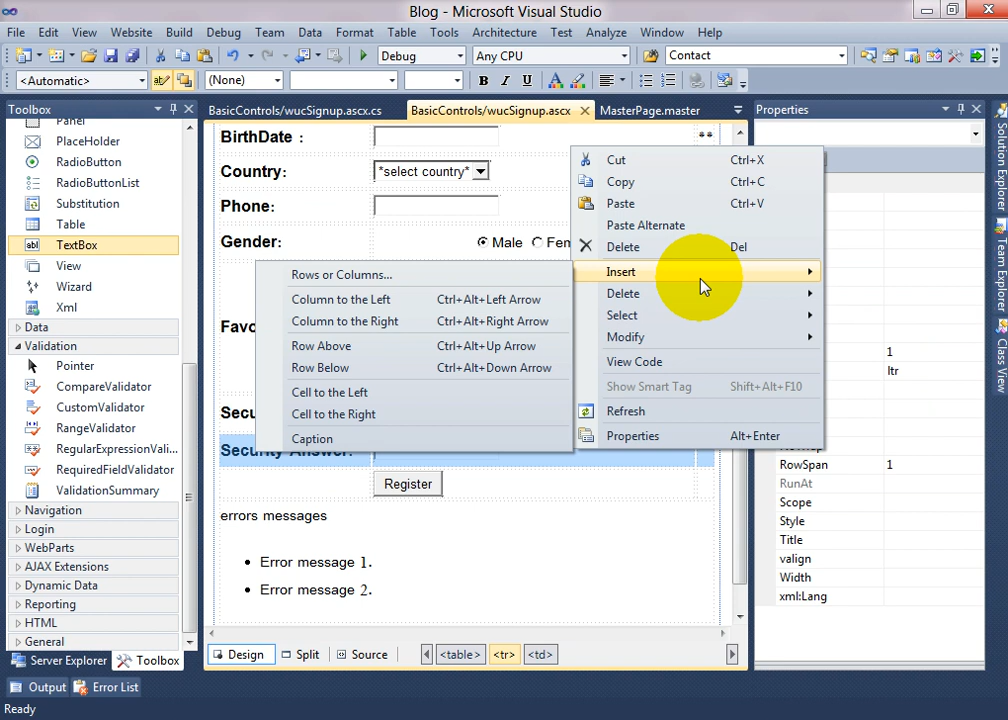 Blog - Microsoft Visual Studio
File Edit View Website Build Debug Team Data Format Table Tools Architecture Test Analyze Window Help
Debug Any CPU Contact
<Automatic> ab/ (None) B I U A
Toolbox
Panel
PlaceHolder
RadioButton
RadioButtonList
Substitution
Table
abl TextBox
View
Wizard
Xml
Data
Validation
Pointer
CompareValidator
CustomValidator
RangeValidator
RegularExpressionVali...
RequiredFieldValidator
ValidationSummary
Navigation
Login
WebParts
AJAX Extensions
Dynamic Data
Reporting
HTML
General
Server Explorer Toolbox
BasicControls/wucSignup.ascx.cs BasicControls/wucSignup.ascx MasterPage.master
BirthDate : **
Country: *select country*
Phone:
Gender: Male Fem
Favo
Secu
Security Answer:
Register
errors messages
• Error message 1.
• Error message 2.
Cut Ctrl+X
Copy Ctrl+C
Paste Ctrl+V
Paste Alternate
Delete Del
Insert
Delete
Select
Modify
View Code
Show Smart Tag Shift+Alt+F10
Refresh
Properties Alt+Enter
Rows or Columns...
Column to the Left Ctrl+Alt+Left Arrow
Column to the Right Ctrl+Alt+Right Arrow
Row Above Ctrl+Alt+Up Arrow
Row Below Ctrl+Alt+Down Arrow
Cell to the Left
Cell to the Right
Caption
Design Split Source <table> <tr> <td>
Properties
1
ltr
RowSpan 1
RunAt
Scope
Style
Title
valign
Width
xml:Lang
Solution Explorer
Team Explorer
Class View
Output Error List
Ready